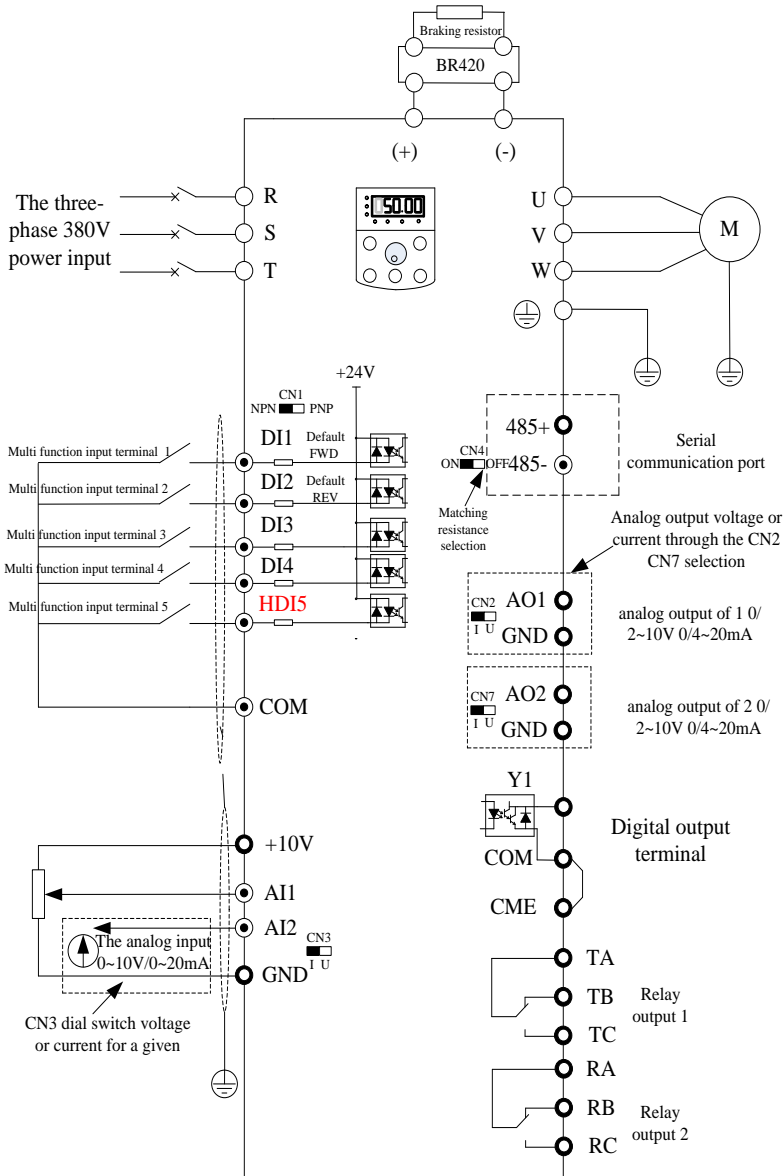 Braking resistor
BR420
(+)
(-)
The three-
phase 380V
power input
R
S
T
50.00
U
V
W
M
+24V
CN1
NPN PNP
Multi function input terminal 1
DI1
Default
FWD
Multi function input terminal 2
DI2
Default
REV
Multi function input terminal 3
DI3
Multi function input terminal 4
DI4
Multi function input terminal 5
HDI5
COM
485+
CN4
ON OFF
485-
Serial
communication port
Matching
resistance
selection
Analog output voltage or
current through the CN2
CN7 selection
CN2
I U
AO1
GND
analog output of 1 0/
2~10V 0/4~20mA
CN7
I U
AO2
GND
analog output of 2 0/
2~10V 0/4~20mA
Y1
COM
CME
Digital output
terminal
+10V
AI1
AI2
The analog input
0~10V/0~20mA
CN3
I U
GND
CN3 dial switch voltage
or current for a given
TA
TB
TC
Relay
output 1
RA
RB
RC
Relay
output 2